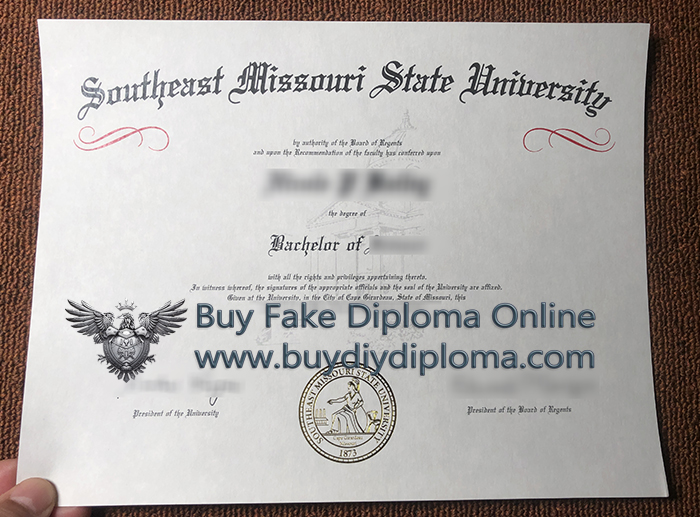 Southeast Missouri State University
by authority of the Board of Regents
and upon the Recommendation of the faculty has conferred upon
the degree of
Bachelor of
with all the rights and privileges appertaining thereto.
In witness whereof, the signatures of the appropriate officials and the seal of the University are affixed.
Given at the University, in the City of Cape Girardeau, State of Missouri, this
Buy Fake Diploma Online
www.buydiydiploma.com
President of the University
President of the Board of Regents
SOUTHEAST MISSOURI STATE UNIVERSITY
Cape Girardeau
Missouri
1873